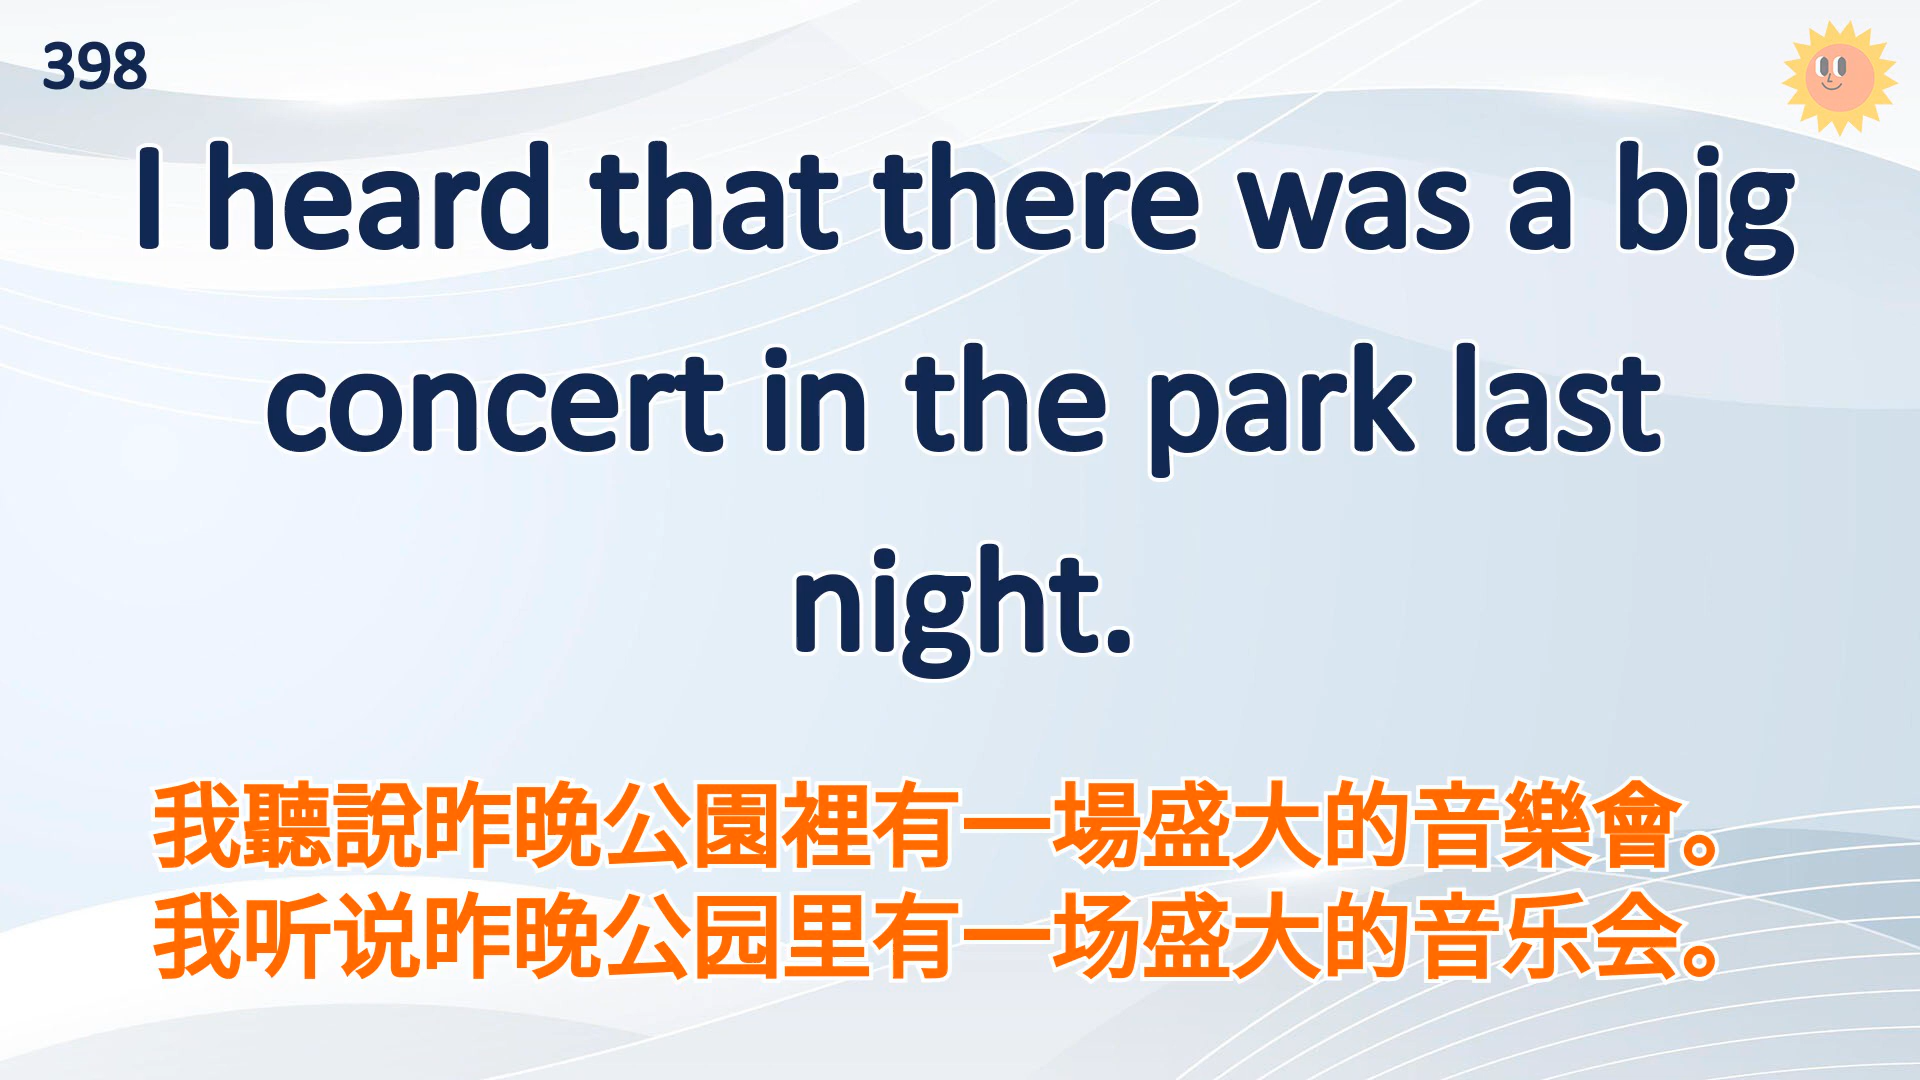 398
I heard that there was a big
concert in the park last
night.
我聽說昨晚公園裡有一場盛大的音樂會。
我听说昨晚公园里有一场盛大的音乐会。